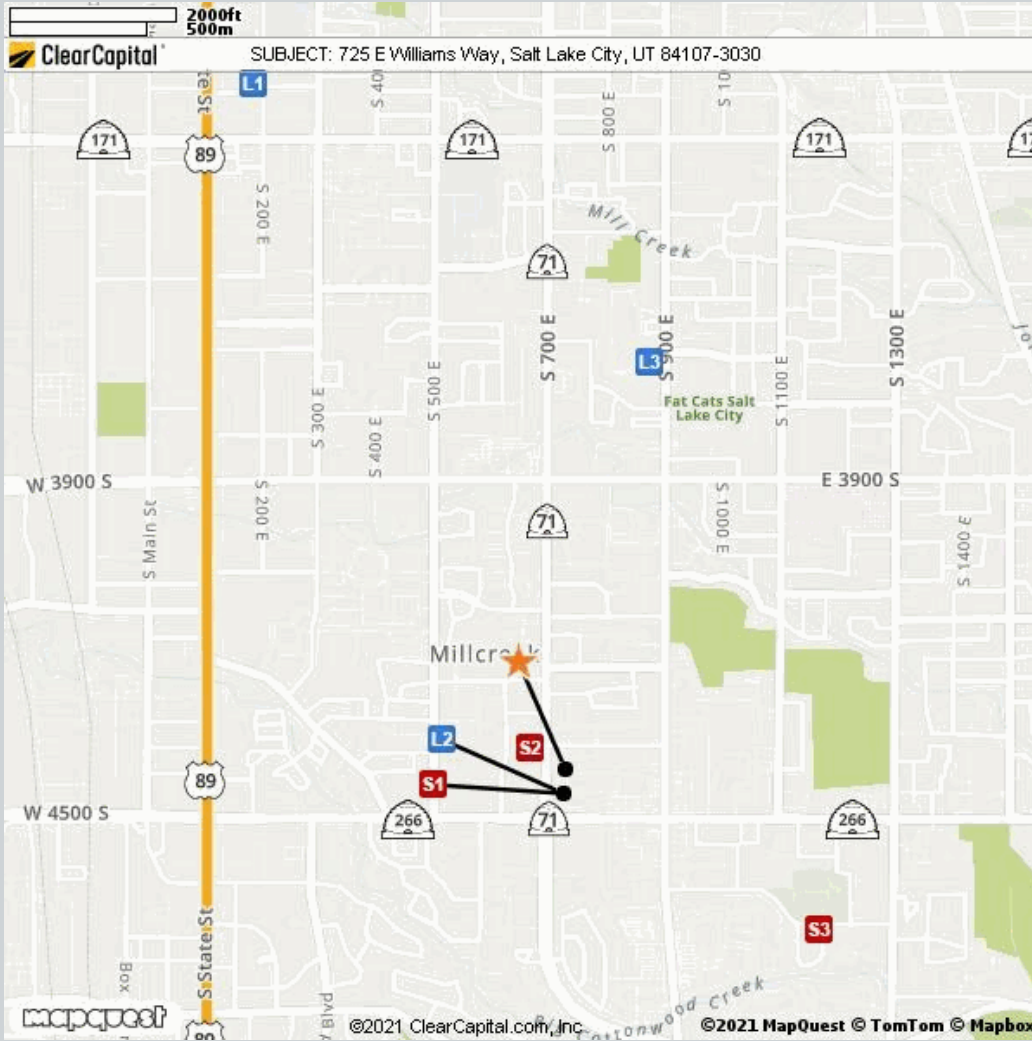 2000ft
500m
ClearCapital
SUBJECT: 725 E Williams Way, Salt Lake City, UT 84107-3030
L1
171
89
171
S 800 E
171
S 200 E
Mill Creek
71
S 700 E
S 900 E
S 1300 E
L3
S 500 E
S 1100 E
S 300 E
S 400 E
Fat Cats Salt
Lake City
W 3900 S
E 3900 S
S 200 E
S Main St
71
S 1000 E
S 1400 E
Millcreek
L2
S2
S1
89
W 4500 S
266
71
266
S3
S State St
Box
Blvd
Cottonwood Creek
mapquest
©2021 ClearCapital.com, Inc
©2021 MapQuest © TomTom © Mapbox